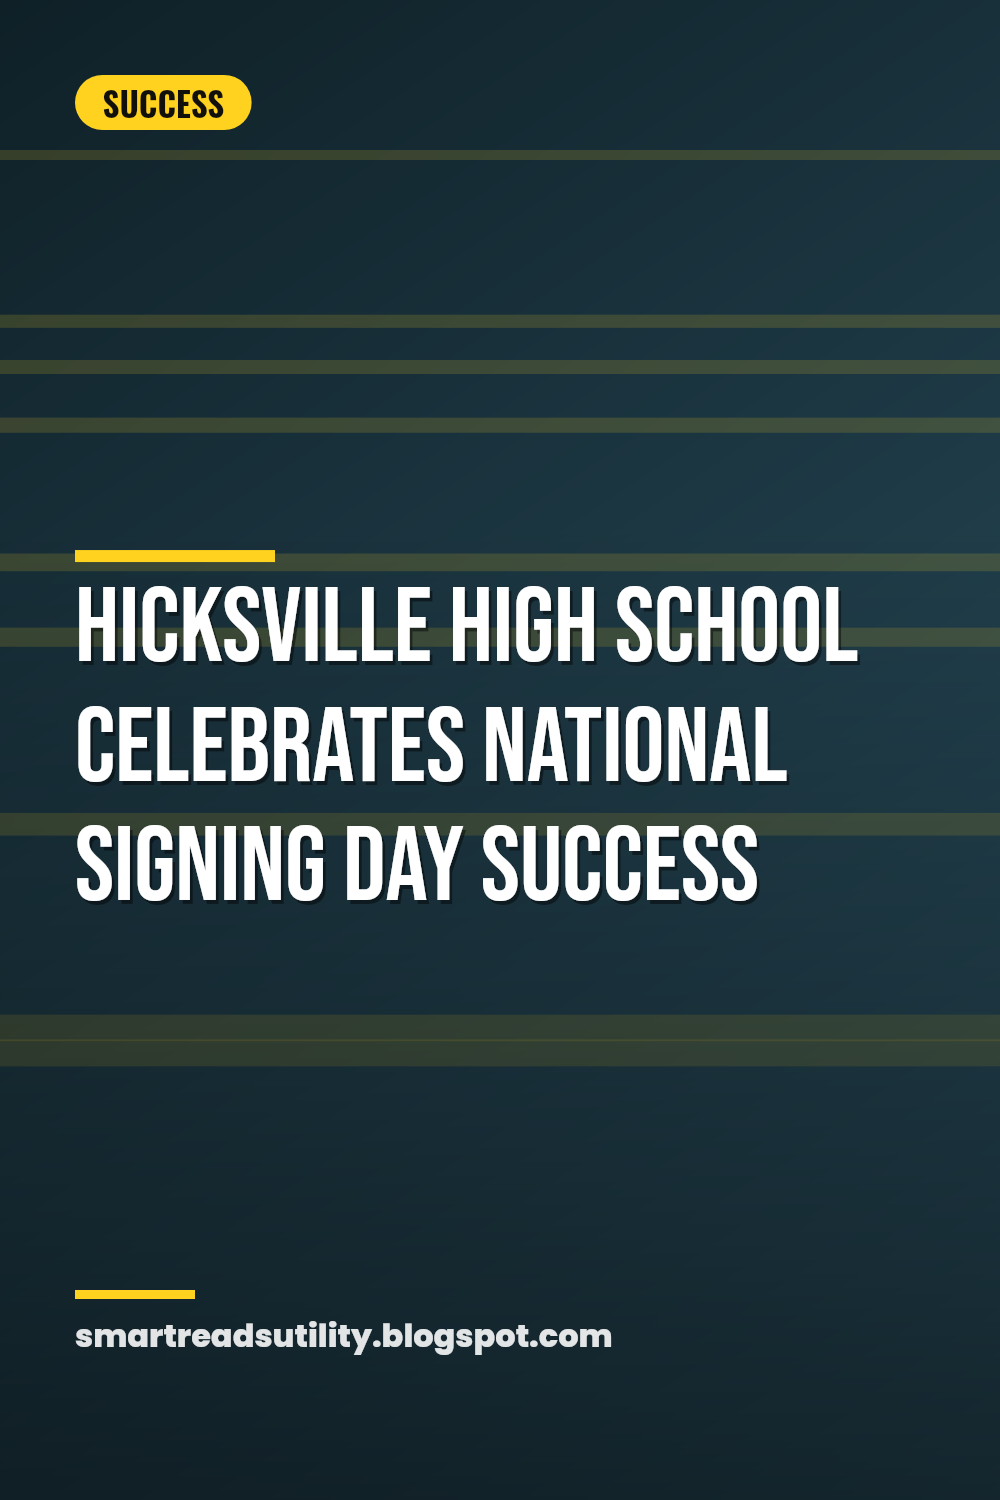 SUCCESS
HICKSVILLE HIGH SCHOOL
CELEBRATES NATIONAL
SIGNING DAY SUCCESS
smartreadsutility.blogspot.com